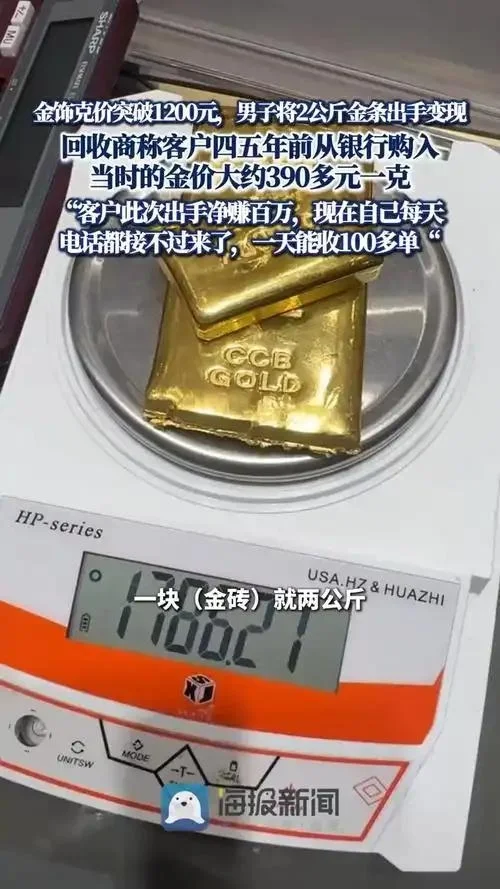 SHARP
MU
金饰克价突破1200元，男子将2公斤金条出手变现
回收商称客户四五年前从银行购入
当时的金价大约390多元一克
“客户此次出手净赚百万，现在自己每天
电话都接不过来了，一天能收100多单“
CCB
GOLD
HP-series
USA.HZ & HUAZHI
一块（金砖）就两公斤
UNITSW
MODE
-T-
海报新闻